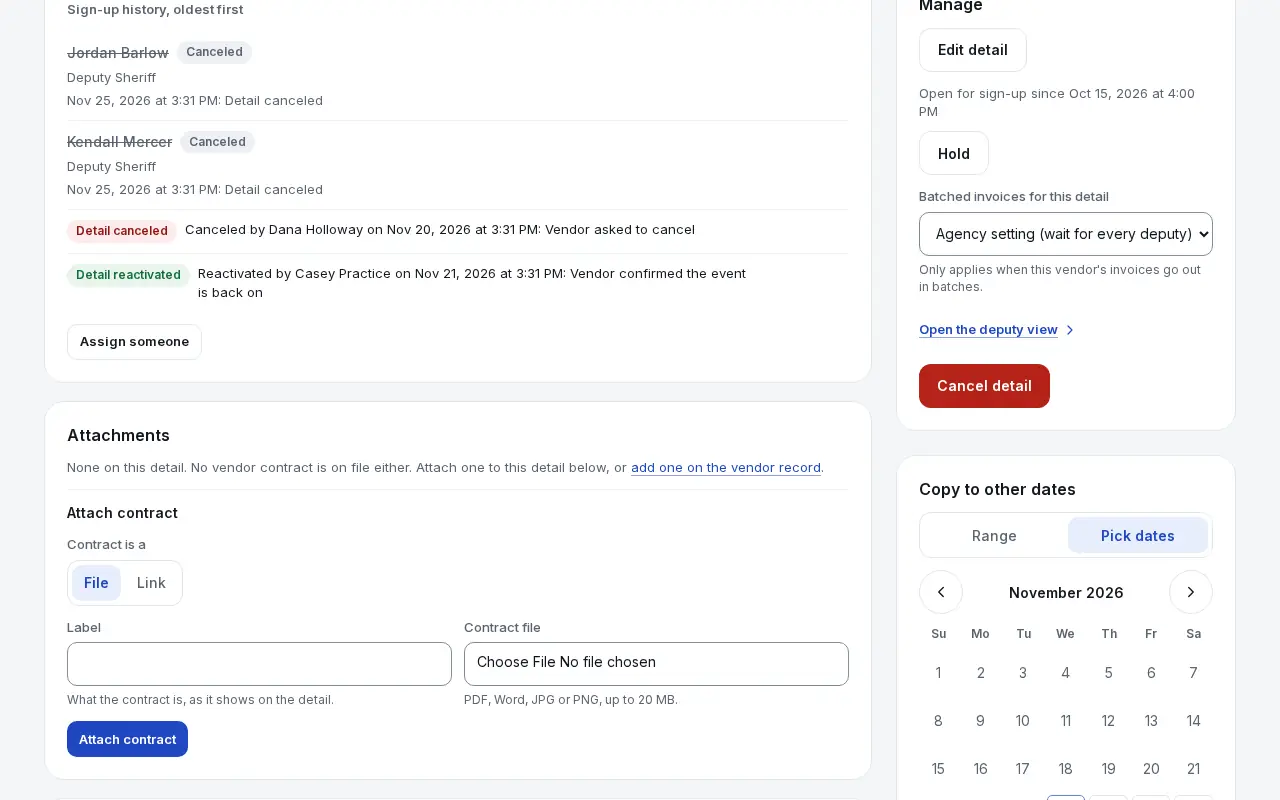 Sign-up history, oldest first
Jordan Barlow Canceled
Deputy Sheriff
Nov 25, 2026 at 3:31 PM: Detail canceled
Kendall Mercer Canceled
Deputy Sheriff
Nov 25, 2026 at 3:31 PM: Detail canceled
Detail canceled Canceled by Dana Holloway on Nov 20, 2026 at 3:31 PM: Vendor asked to cancel
Detail reactivated Reactivated by Casey Practice on Nov 21, 2026 at 3:31 PM: Vendor confirmed the event
is back on
Assign someone
Attachments
None on this detail. No vendor contract is on file either. Attach one to this detail below, or add one on the vendor record.
Attach contract
Contract is a
File Link
Label Contract file
Choose File No file chosen
What the contract is, as it shows on the detail. PDF, Word, JPG or PNG, up to 20 MB.
Attach contract
Manage
Edit detail
Open for sign-up since Oct 15, 2026 at 4:00
PM
Hold
Batched invoices for this detail
Agency setting (wait for every deputy)
Only applies when this vendor's invoices go out
in batches.
Open the deputy view
Cancel detail
Copy to other dates
Range Pick dates
November 2026
Su Mo Tu We Th Fr Sa
1 2 3 4 5 6 7
8 9 10 11 12 13 14
15 16 17 18 19 20 21